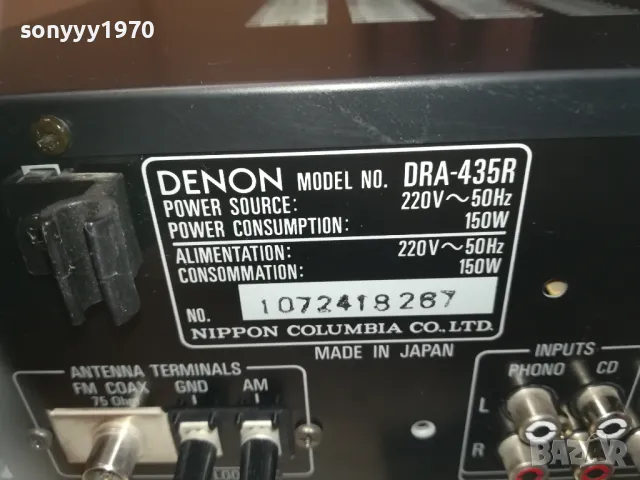 sonyyy1970
DENON MODEL NO. DRA-435R
POWER SOURCE: 220V~50Hz
POWER CONSUMPTION: 150W
ALIMENTATION: 220V~50Hz
CONSOMMATION: 150W
NO. 1072418267
NIPPON COLUMBIA CO., LTD.
MADE IN JAPAN
ANTENNA TERMINALS
FM COAX GND AM
75 Ohm
INPUTS
PHONO CD
L
R
BAZAR